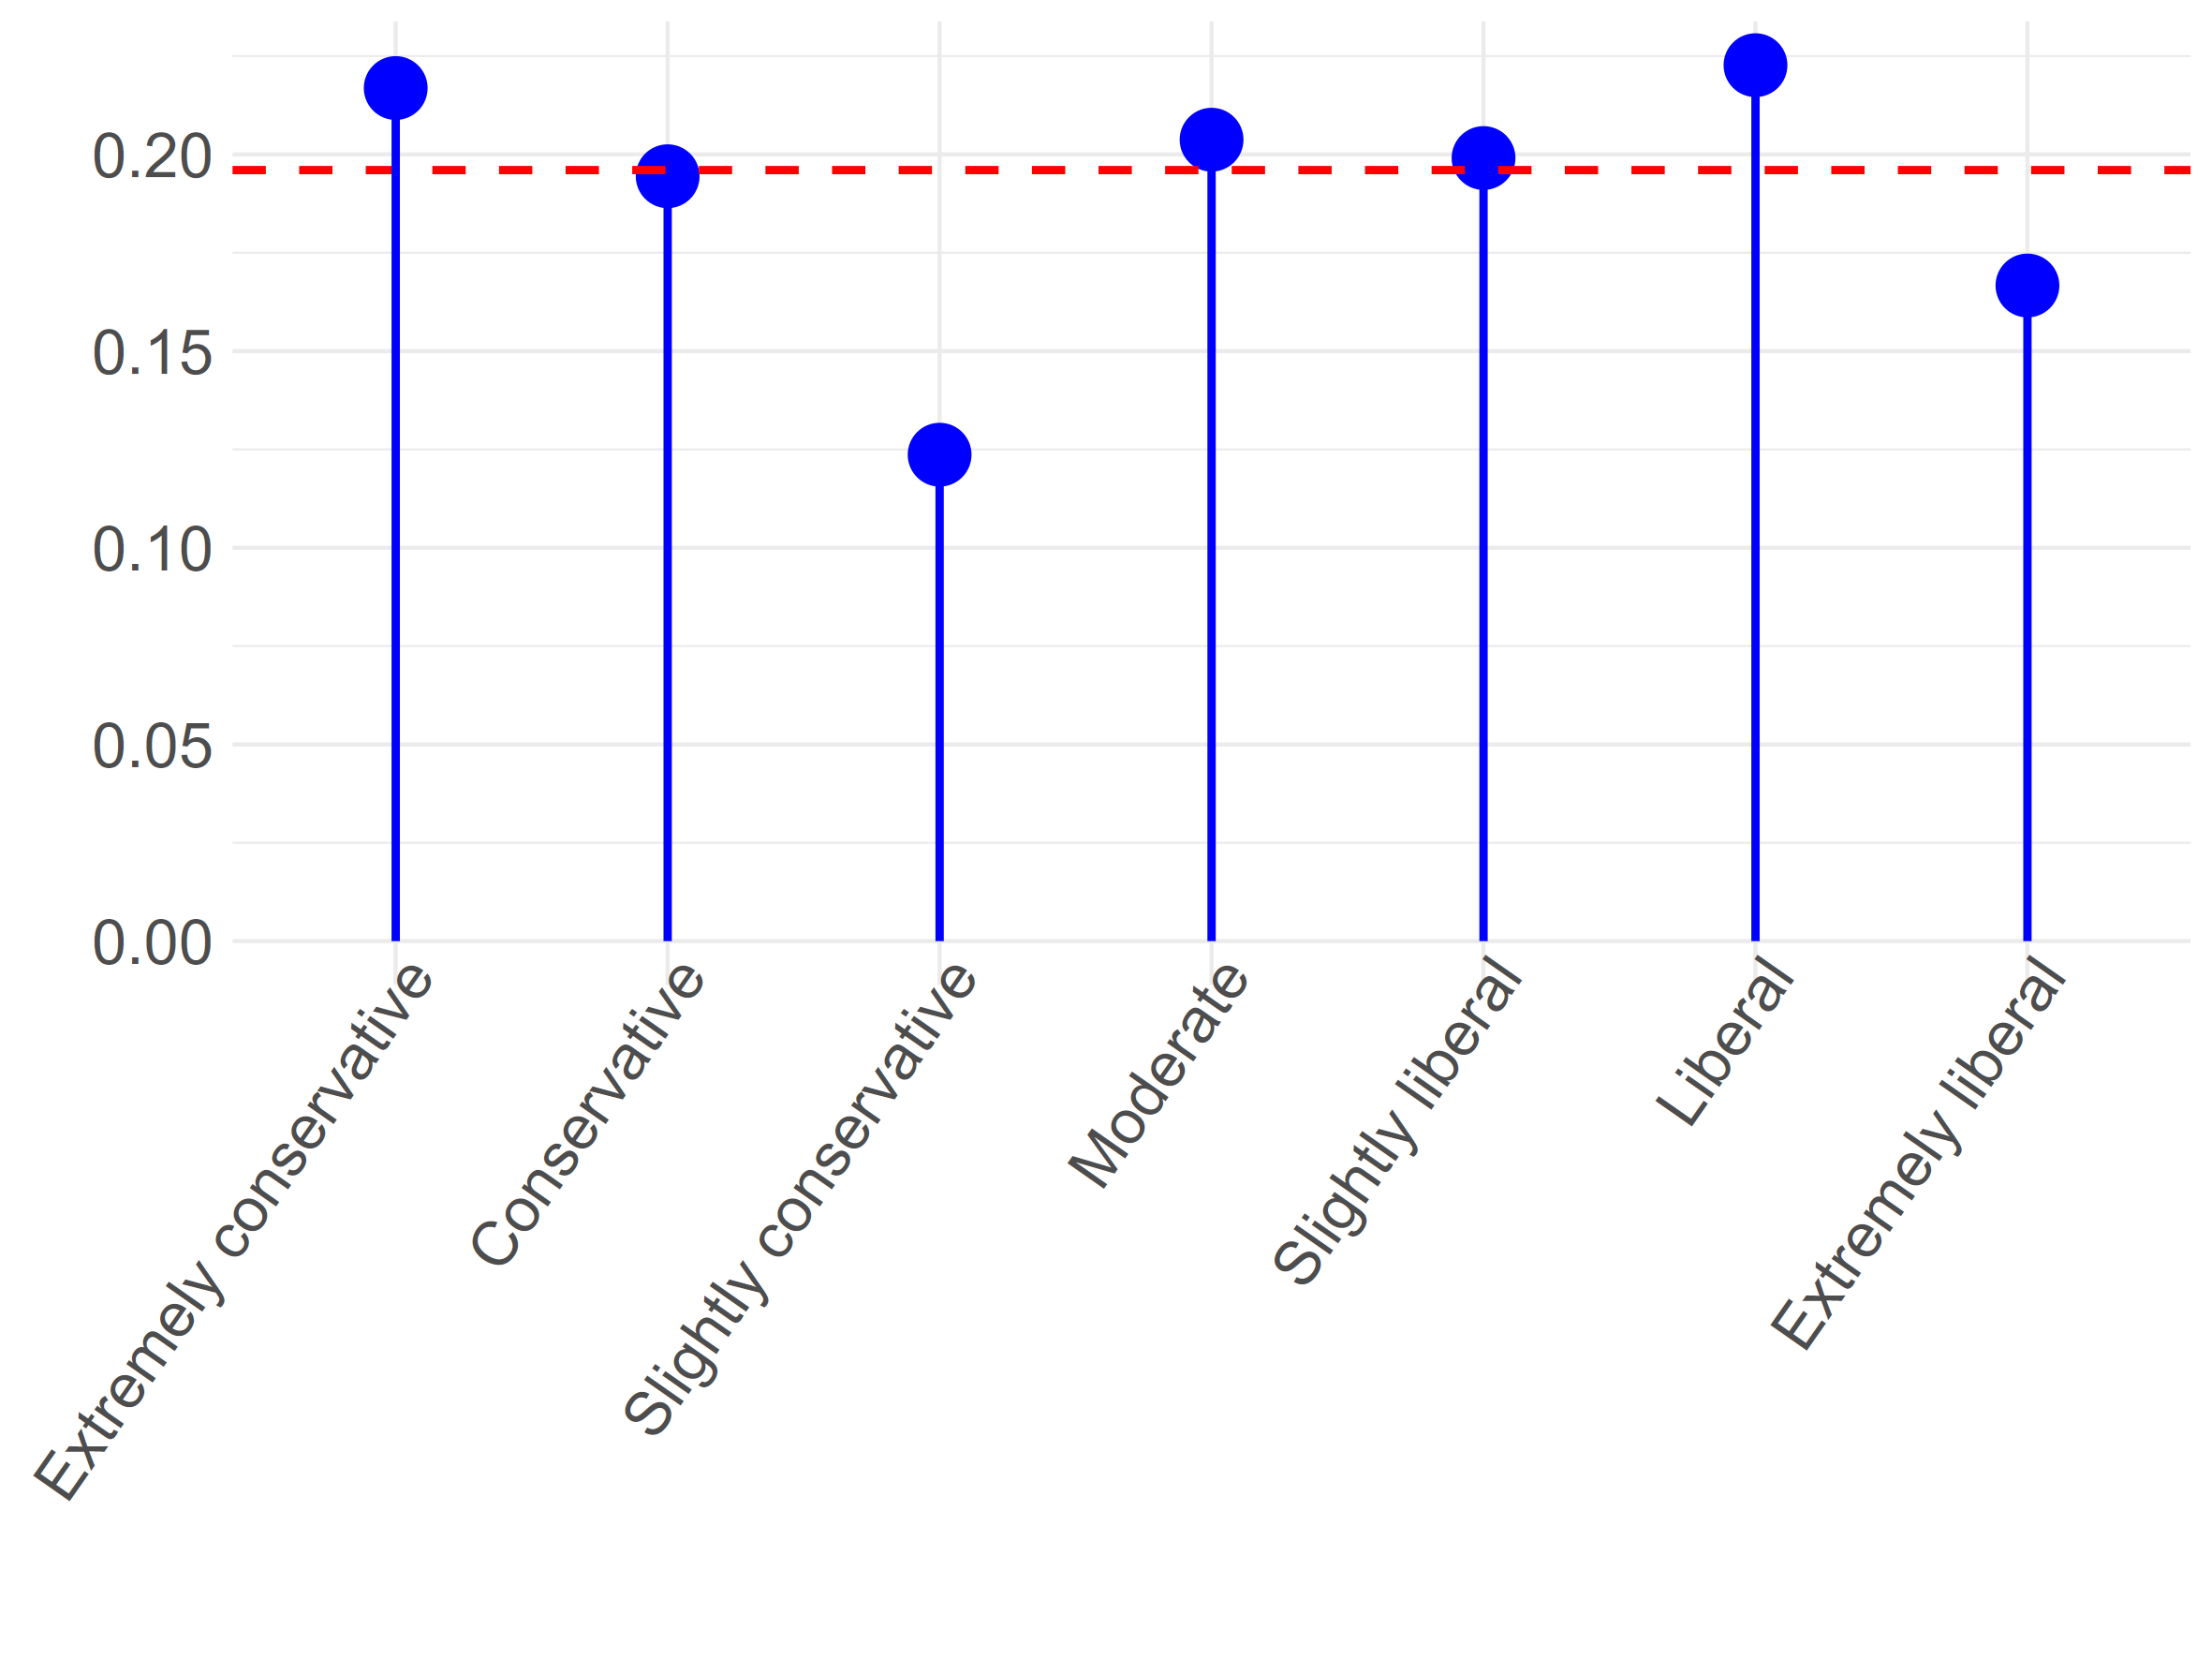 0.20
0.15
0.10
0.05
0.00
Extremely conservative
Conservative
Slightly conservative
Moderate
Slightly liberal
Liberal
Extremely liberal